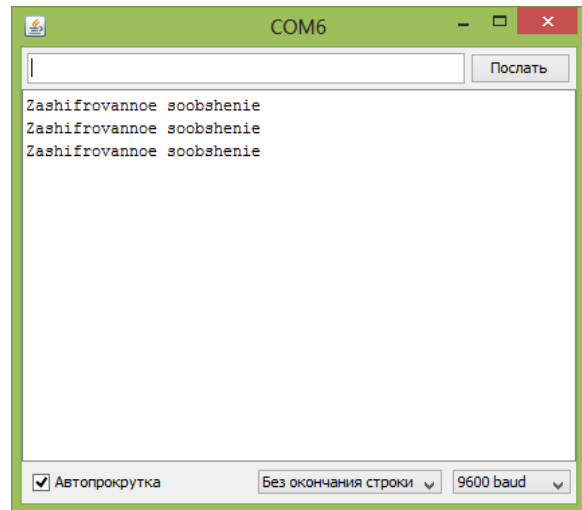 COM6
Послать
Zashifrovannoe soobshenie
Zashifrovannoe soobshenie
Zashifrovannoe soobshenie
Автопрокрутка Без окончания строки 9600 baud